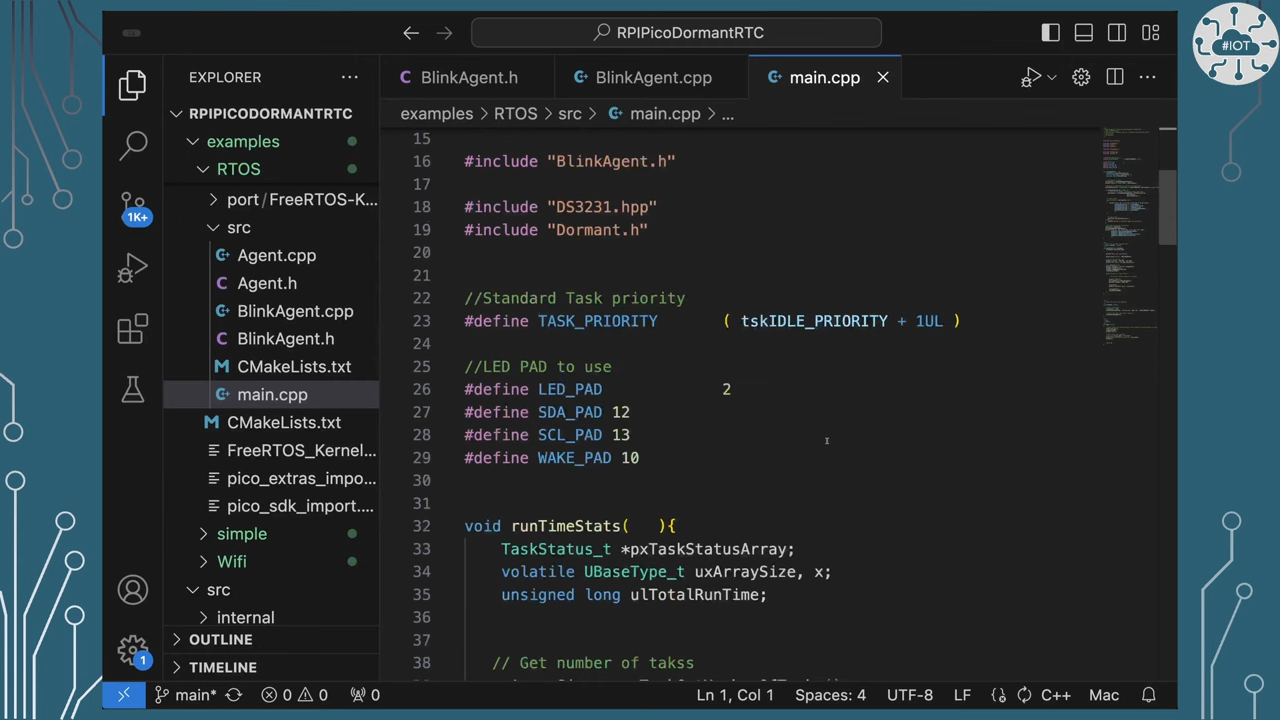 RPIPicoDormantRTC
#IOT
EXPLORER
BlinkAgent.h
BlinkAgent.cpp
main.cpp
RPIPICODORMANTRTC
examples > RTOS > src > main.cpp > ...
examples
RTOS
port / FreeRTOS-K...
src
Agent.cpp
Agent.h
BlinkAgent.cpp
BlinkAgent.h
CMakeLists.txt
main.cpp
CMakeLists.txt
FreeRTOS_Kernel...
pico_extras_impo...
pico_sdk_import....
simple
Wifi
src
internal
OUTLINE
TIMELINE
1K+
1
15
16 #include "BlinkAgent.h"
17
18 #include "DS3231.hpp"
19 #include "Dormant.h"
20
21
22 //Standard Task priority
23 #define TASK_PRIORITY ( tskIDLE_PRIORITY + 1UL )
24
25 //LED PAD to use
26 #define LED_PAD 2
27 #define SDA_PAD 12
28 #define SCL_PAD 13
29 #define WAKE_PAD 10
30
31
32 void runTimeStats( ){
33 TaskStatus_t *pxTaskStatusArray;
34 volatile UBaseType_t uxArraySize, x;
35 unsigned long ulTotalRunTime;
36
37
38 // Get number of takss
main* 0 0 0 Ln 1, Col 1 Spaces: 4 UTF-8 LF C++ Mac